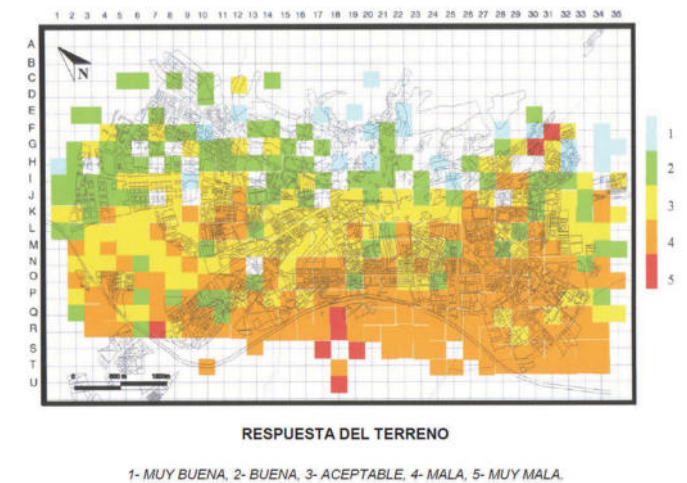 1 2 3 4 5 6 7 8 9 10 11 12 13 14 15 16 17 18 19 20 21 22 23 24 25 26 27 28 29 30 31 32 33 34 35
A
B
C
D
E
F
G
H
I
J
K
L
M
N
O
P
Q
R
S
T
U
N
1
2
3
4
5
0
RESPUESTA DEL TERRENO
1- MUY BUENA, 2- BUENA, 3- ACEPTABLE, 4- MALA, 5- MUY MALA.